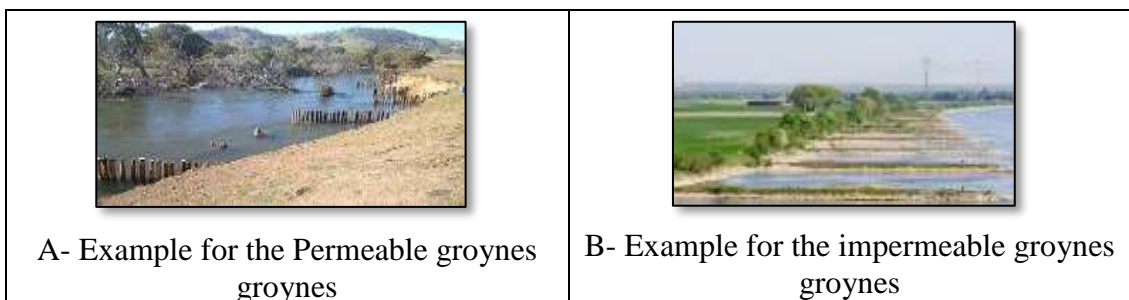 A- Example for the Permeable groynes
groynes
B- Example for the impermeable groynes
groynes